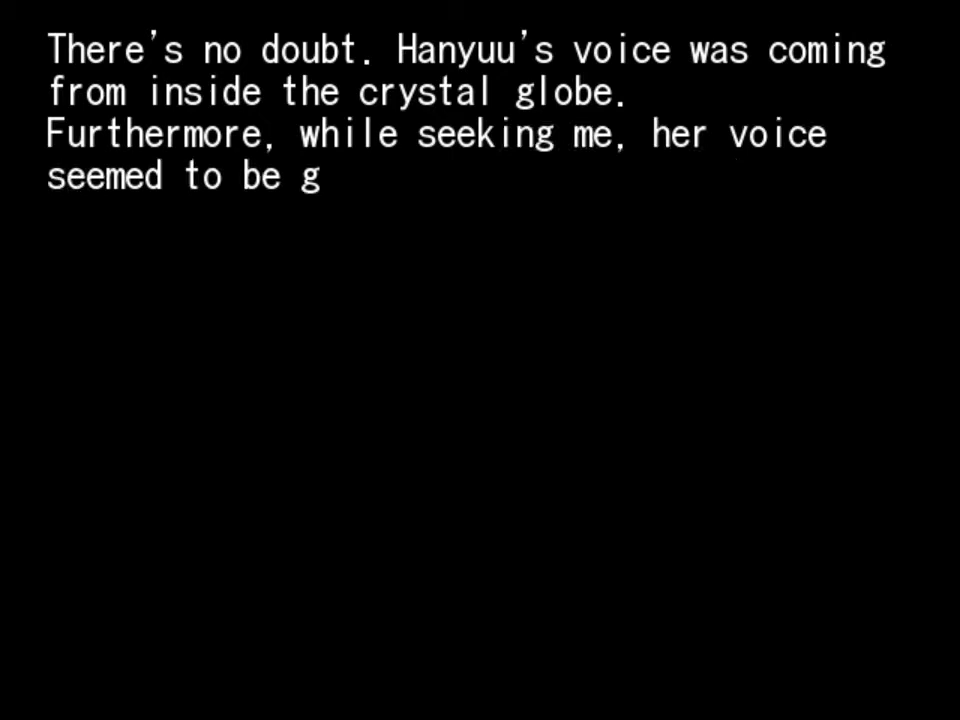 There's no doubt. Hanyuu's voice was coming
from inside the crystal globe.
Furthermore, while seeking me, her voice
seemed to be g